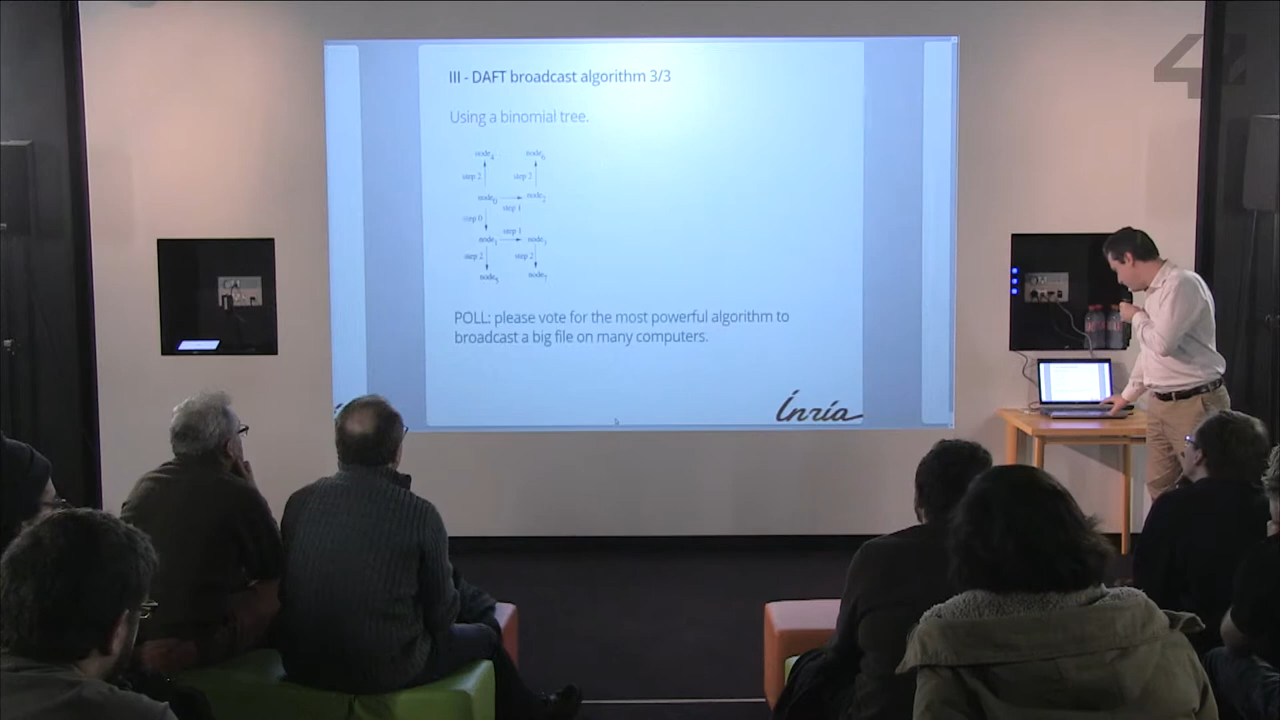 42
III - DAFT broadcast algorithm 3/3
Using a binomial tree.
node4 node6
step 2 step 2
node0 node2
step 1
step 0
step 1
node1 node3
step 2 step 2
node5 node7
POLL: please vote for the most powerful algorithm to
broadcast a big file on many computers.
Inria